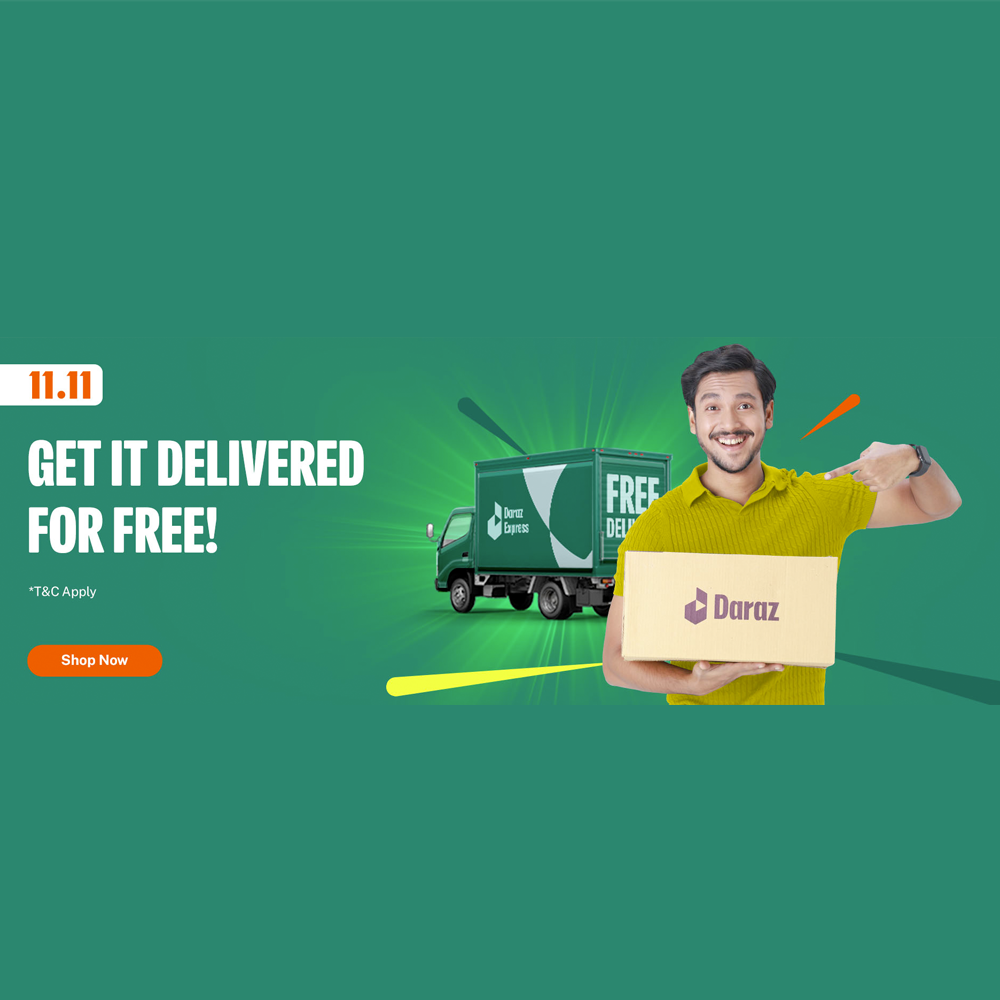 11.11
GET IT DELIVERED
FOR FREE!
*T&C Apply
Shop Now
Daraz
Express
FREE
Daraz